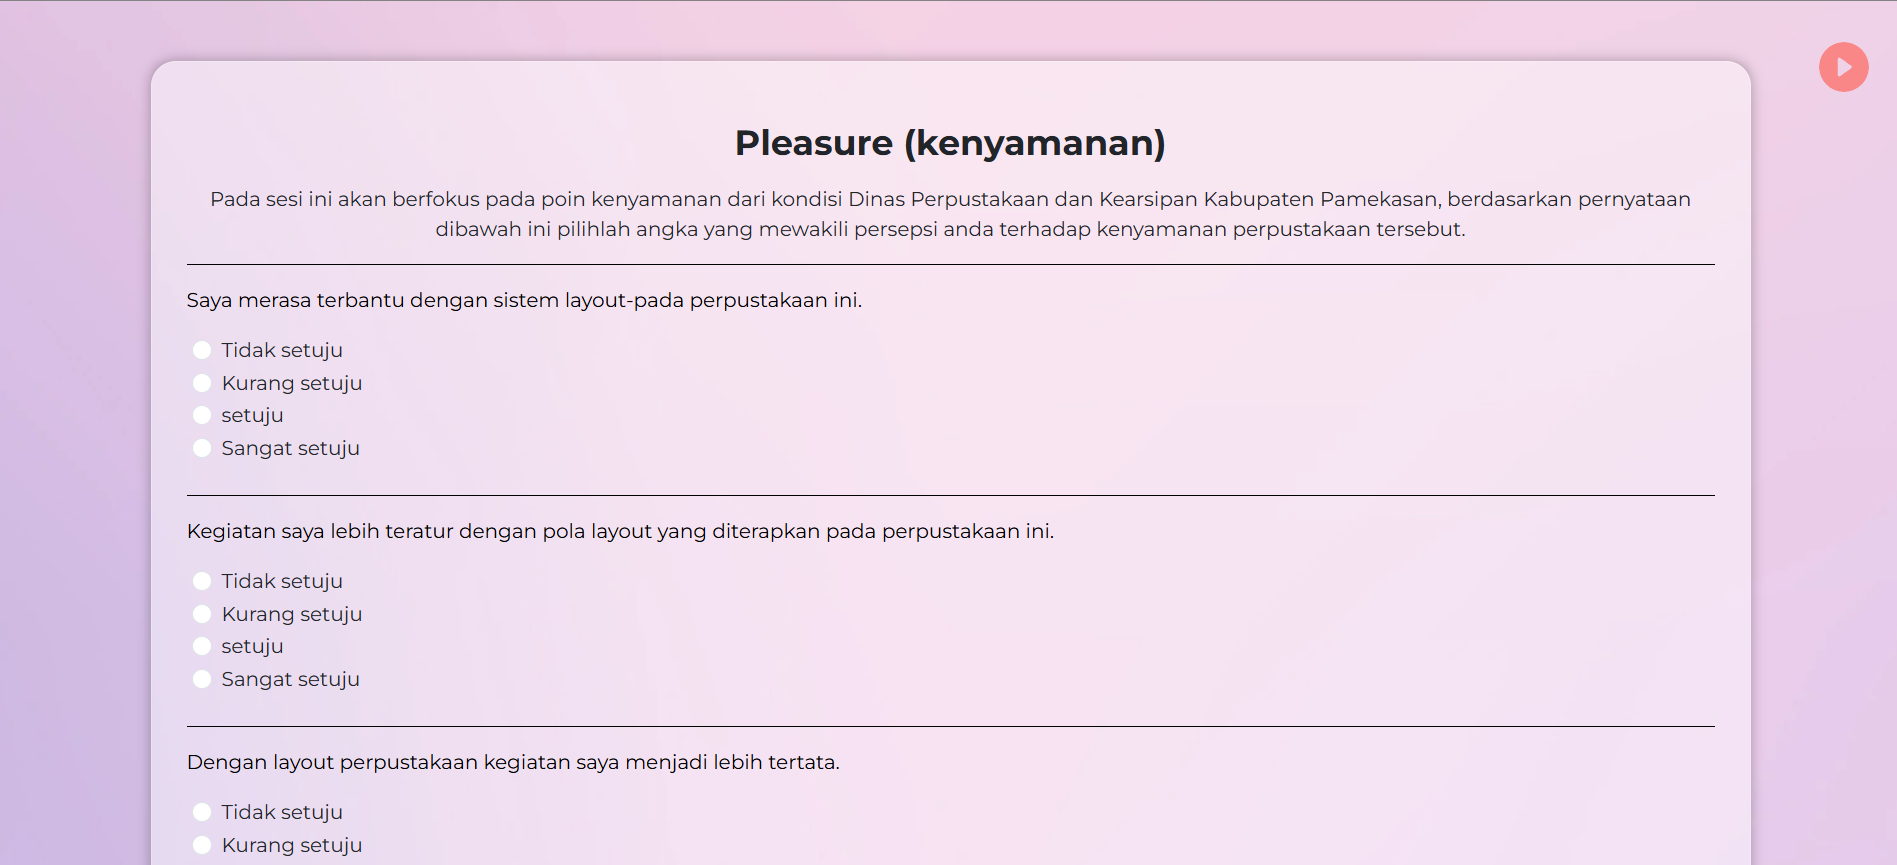 Pleasure (kenyamanan)
Pada sesi ini akan berfokus pada poin kenyamanan dari kondisi Dinas Perpustakaan dan Kearsipan Kabupaten Pamekasan, berdasarkan pernyataan
dibawah ini pilihlah angka yang mewakili persepsi anda terhadap kenyamanan perpustakaan tersebut.
Saya merasa terbantu dengan sistem layout-pada perpustakaan ini.
Tidak setuju
Kurang setuju
setuju
Sangat setuju
Kegiatan saya lebih teratur dengan pola layout yang diterapkan pada perpustakaan ini.
Tidak setuju
Kurang setuju
setuju
Sangat setuju
Dengan layout perpustakaan kegiatan saya menjadi lebih tertata.
Tidak setuju
Kurang setuju